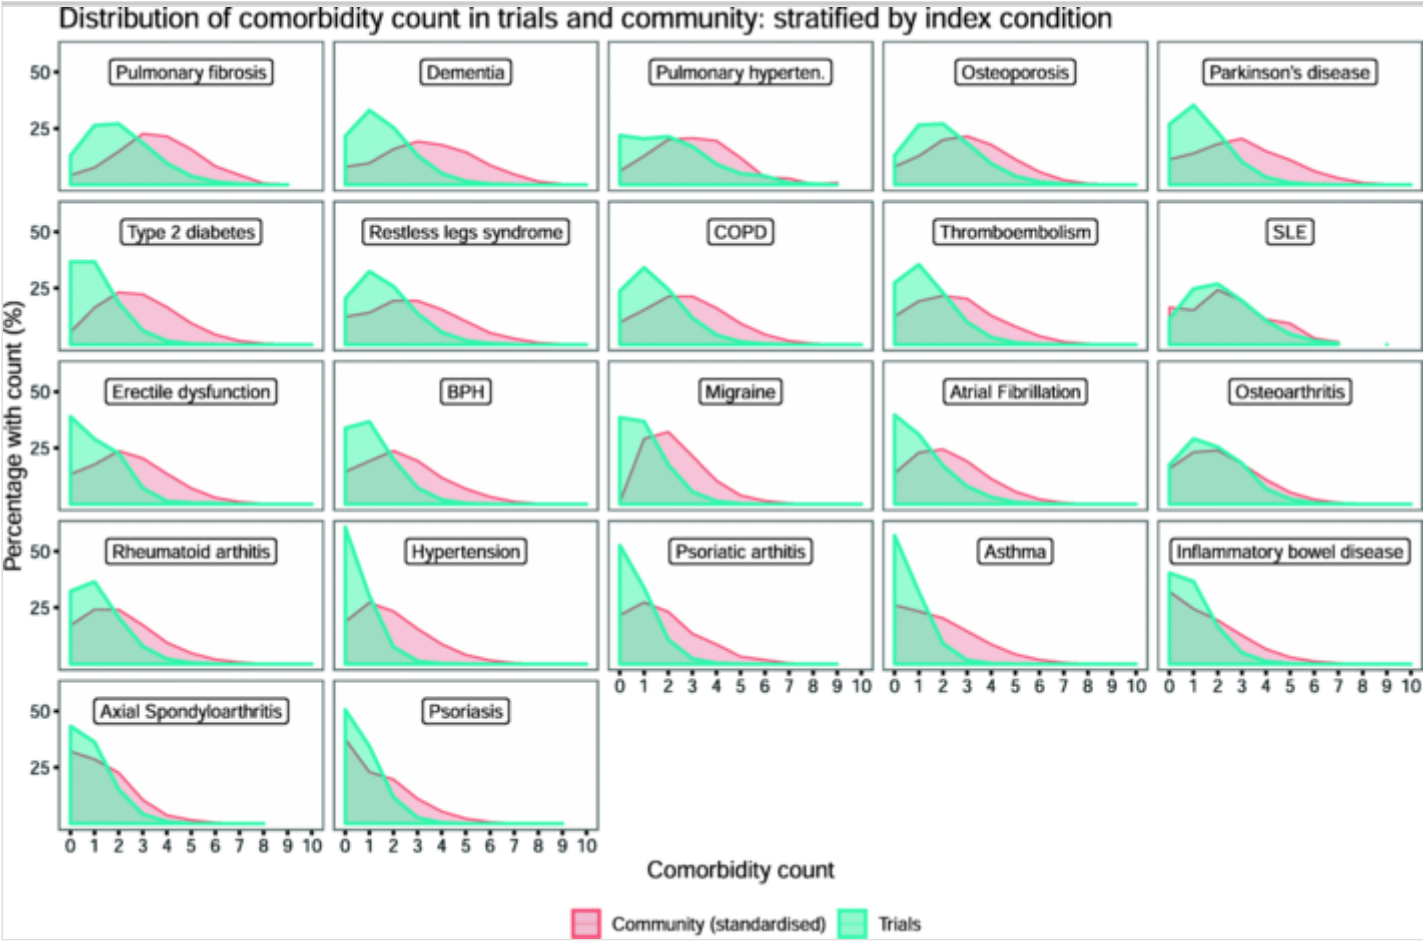 Distribution of comorbidity count in trials and community: stratified by index condition
Percentage with count (%)
50
25
Pulmonary fibrosis
Dementia
Pulmonary hyperten.
Osteoporosis
Parkinson's disease
50
25
Type 2 diabetes
Restless legs syndrome
COPD
Thromboembolism
SLE
50
25
Erectile dysfunction
BPH
Migraine
Atrial Fibrillation
Osteoarthritis
50
25
Rheumatoid arthitis
Hypertension
Psoriatic arthitis
Asthma
Inflammatory bowel disease
0 1 2 3 4 5 6 7 8 9 10
0 1 2 3 4 5 6 7 8 9 10
0 1 2 3 4 5 6 7 8 9 10
50
25
Axial Spondyloarthritis
Psoriasis
0 1 2 3 4 5 6 7 8 9 10
0 1 2 3 4 5 6 7 8 9 10
Comorbidity count
Community (standardised)
Trials